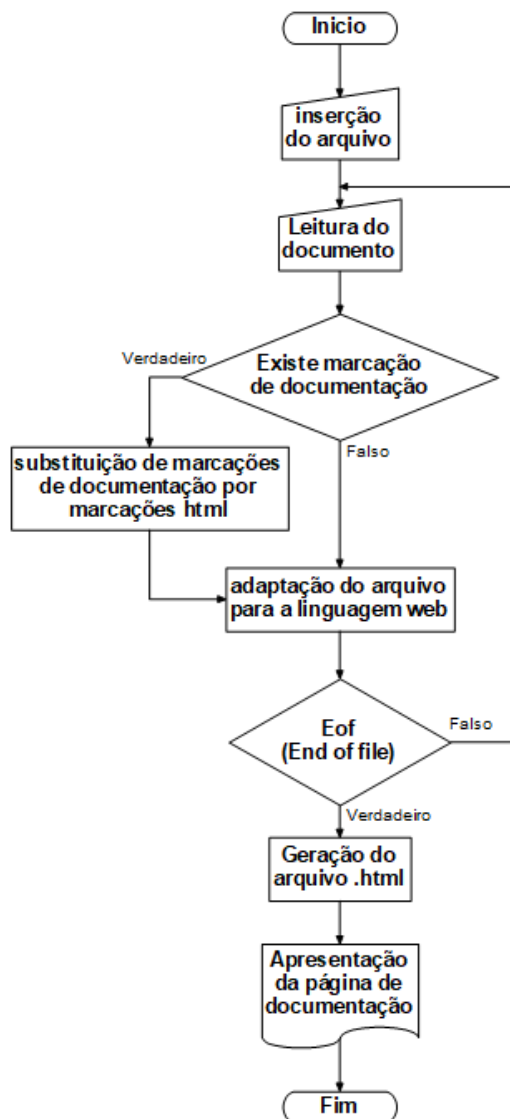 Inicio
inserção
do arquivo
Leitura do
documento
Existe marcação
de documentação
Verdadeiro
Falso
substituição de marcações
de documentação por
marcações html
adaptação do arquivo
para a linguagem web
Eof
(End of file)
Falso
Verdadeiro
Geração do
arquivo .html
Apresentação
da página de
documentação
Fim